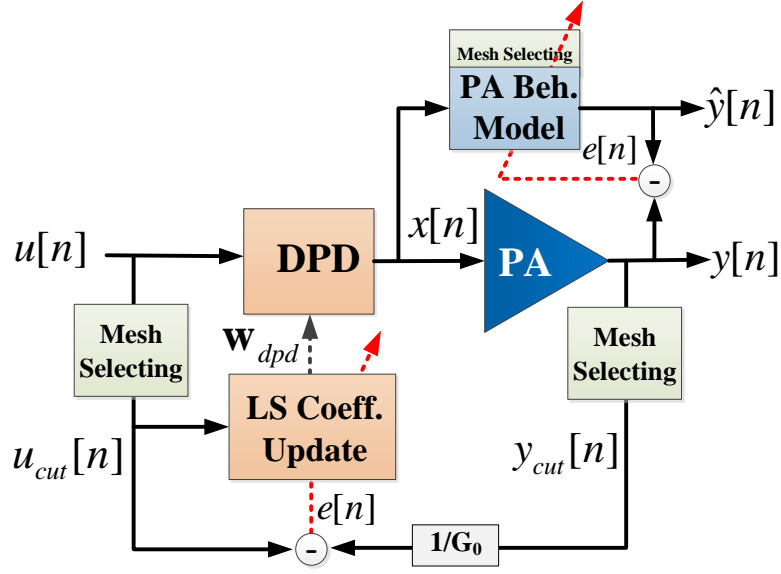 Mesh Selecting
PA Beh.
Model
ŷ[n]
e[n]
-
u[n]
DPD
x[n]
PA
y[n]
Mesh
Selecting
w_dpd
Mesh
Selecting
LS Coeff.
Update
u_cut[n]
y_cut[n]
e[n]
-
1/G₀